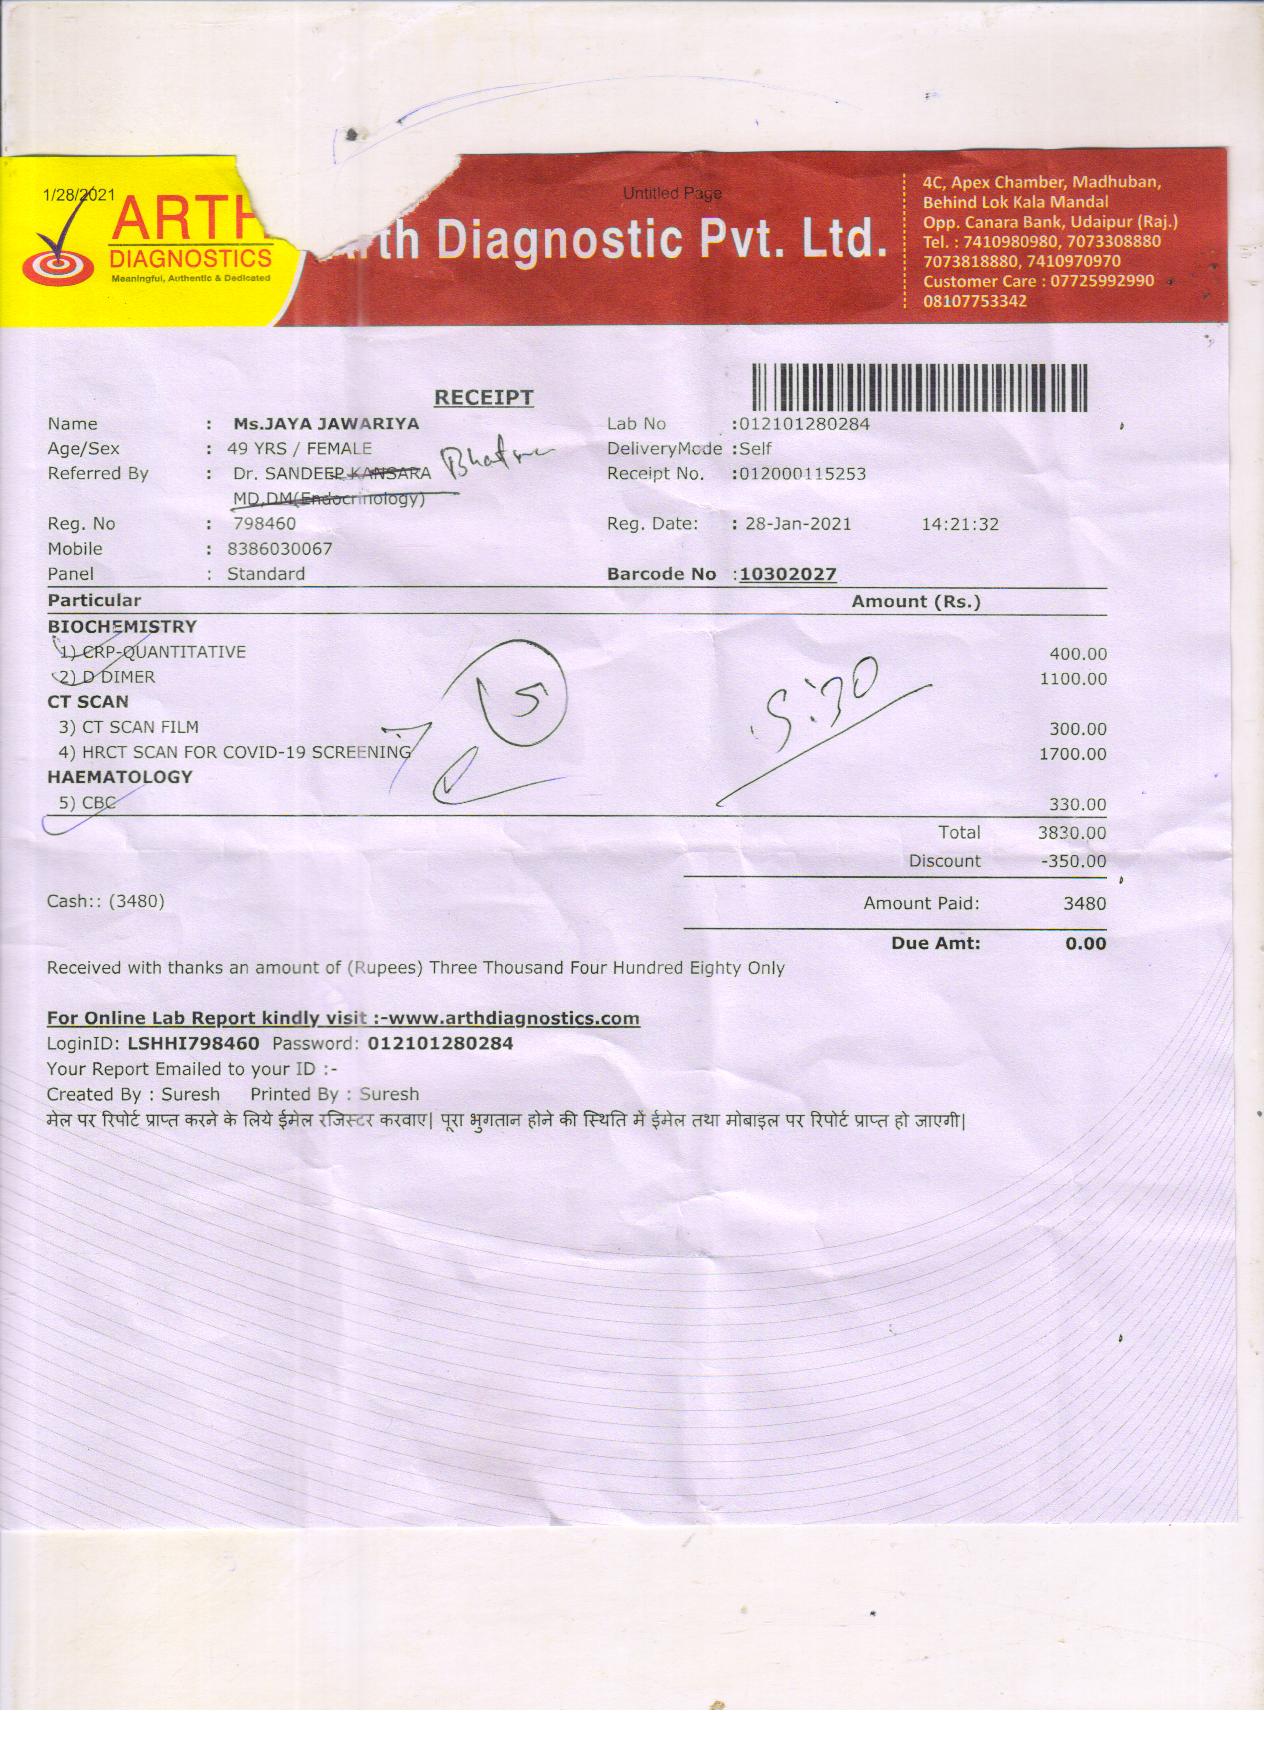 1/28/2021
Untitled Page
ARTH
DIAGNOSTICS
Meaningful, Authentic & Dedicated
Arth Diagnostic Pvt. Ltd.
4C, Apex Chamber, Madhuban,
Behind Lok Kala Mandal
Opp. Canara Bank, Udaipur (Raj.)
Tel. : 7410980980, 7073308880
7073818880, 7410970970
Customer Care : 07725992990
08107753342
RECEIPT
Name : Ms.JAYA JAWARIYA Lab No :012101280284
Age/Sex : 49 YRS / FEMALE DeliveryMode :Self
Referred By : Dr. SANDEEP KANSARA Receipt No. :012000115253
MD,DM(Endocrinology)
Reg. No : 798460 Reg. Date: : 28-Jan-2021 14:21:32
Mobile : 8386030067
Panel : Standard Barcode No :10302027
Particular Amount (Rs.)
BIOCHEMISTRY
1) CRP-QUANTITATIVE 400.00
2) D DIMER 1100.00
CT SCAN
3) CT SCAN FILM 300.00
4) HRCT SCAN FOR COVID-19 SCREENING 1700.00
HAEMATOLOGY
5) CBC 330.00
5:30
Total 3830.00
Discount -350.00
Cash:: (3480) Amount Paid: 3480
Due Amt: 0.00
Received with thanks an amount of (Rupees) Three Thousand Four Hundred Eighty Only
For Online Lab Report kindly visit :-www.arthdiagnostics.com
LoginID: LSHHI798460 Password: 012101280284
Your Report Emailed to your ID :-
Created By : Suresh Printed By : Suresh
मेल पर रिपोर्ट प्राप्त करने के लिये ईमेल रजिस्टर करवाए| पूरा भुगतान होने की स्थिति में ईमेल तथा मोबाइल पर रिपोर्ट प्राप्त हो जाएगी|